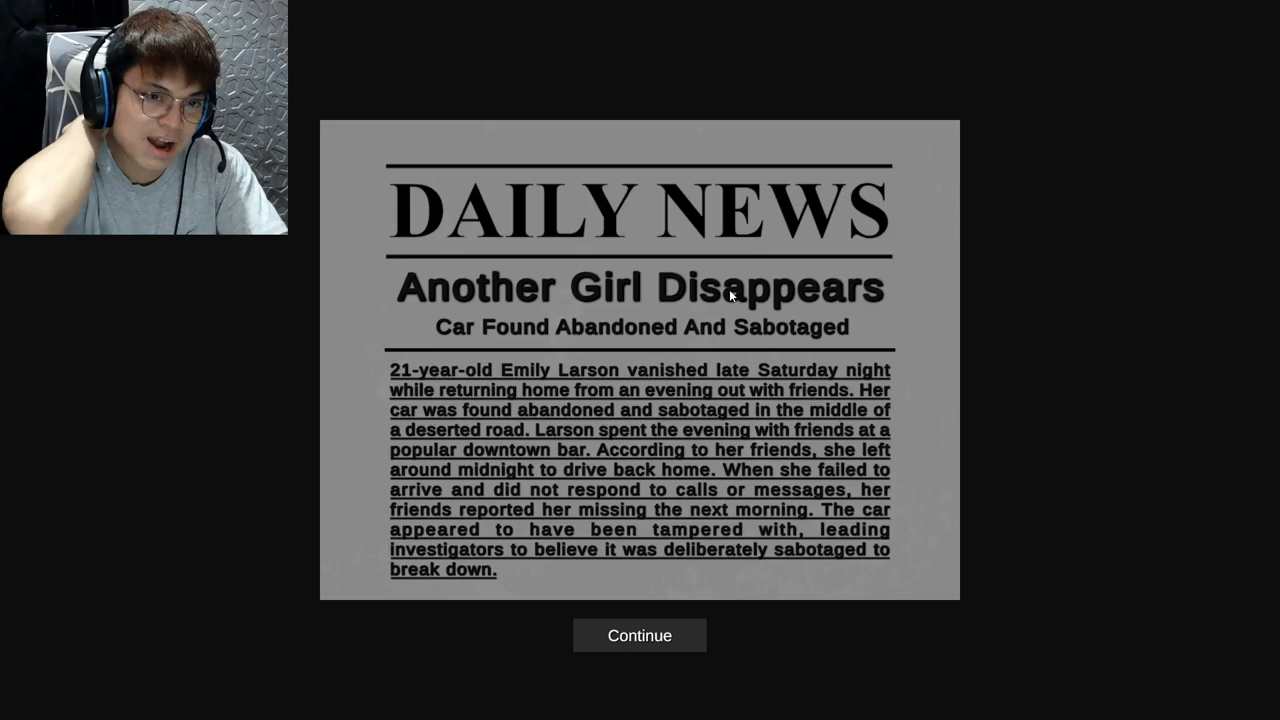 DAILY NEWS
Another Girl Disappears
Car Found Abandoned And Sabotaged
21-year-old Emily Larson vanished late Saturday night
while returning home from an evening out with friends. Her
car was found abandoned and sabotaged in the middle of
a deserted road. Larson spent the evening with friends at a
popular downtown bar. According to her friends, she left
around midnight to drive back home. When she failed to
arrive and did not respond to calls or messages, her
friends reported her missing the next morning. The car
appeared to have been tampered with, leading
investigators to believe it was deliberately sabotaged to
break down.
Continue